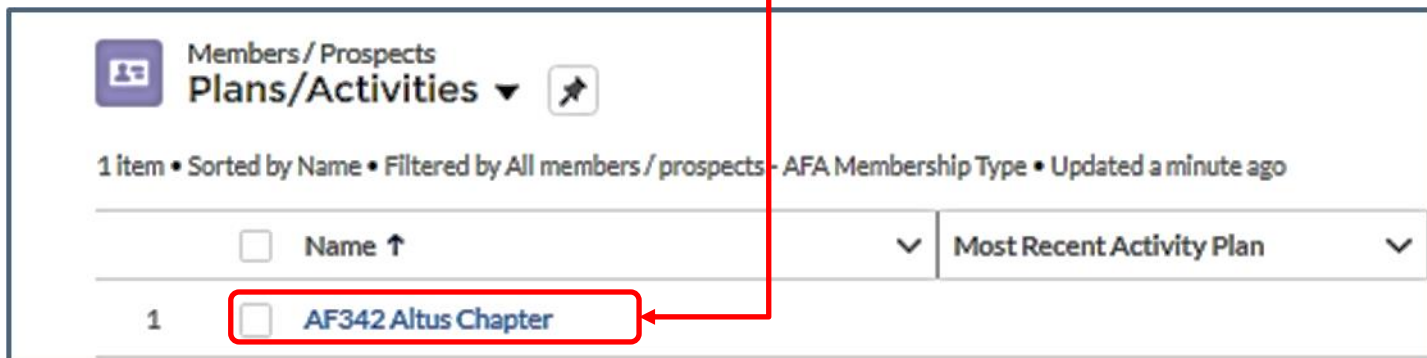 Members / Prospects
Plans/Activities
1 item • Sorted by Name • Filtered by All members / prospects - AFA Membership Type • Updated a minute ago
Name ↑ Most Recent Activity Plan
1 AF342 Altus Chapter